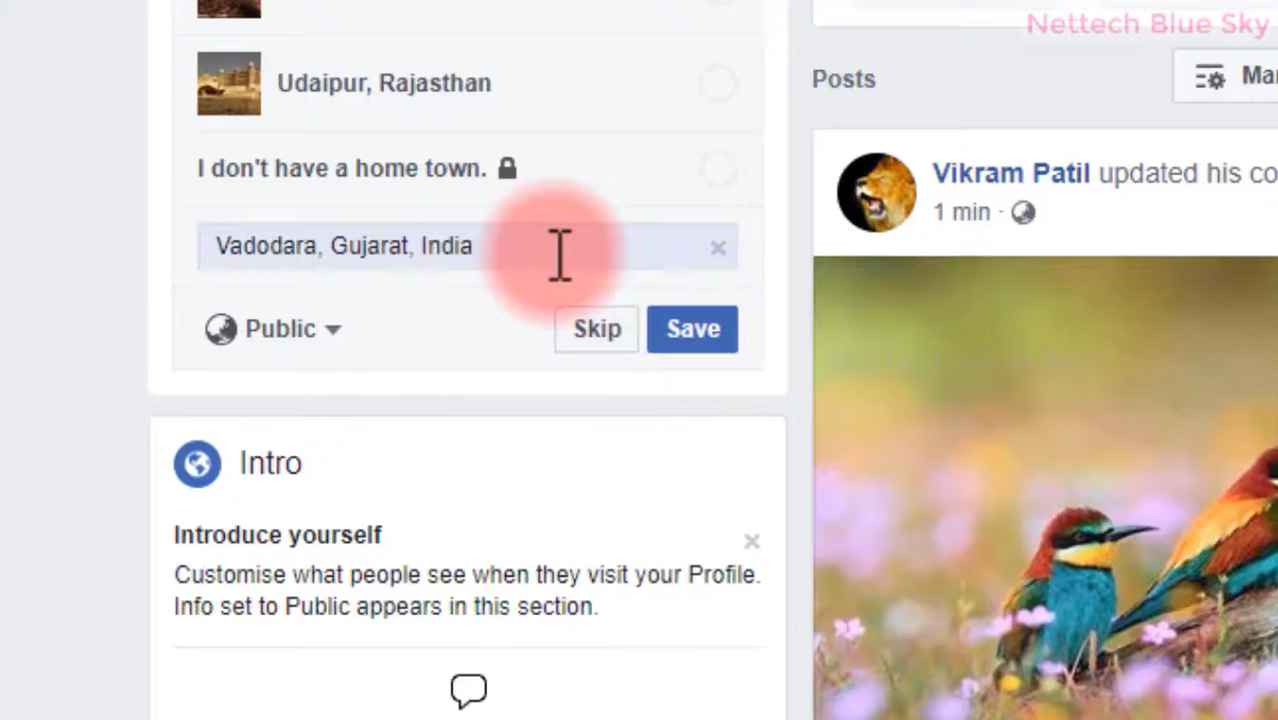 Nettech Blue Sky
Udaipur, Rajasthan
I don't have a home town.
Vadodara, Gujarat, India
Public
Skip
Save
Intro
Introduce yourself
Customise what people see when they visit your Profile.
Info set to Public appears in this section.
Posts
Vikram Patil updated his
1 min